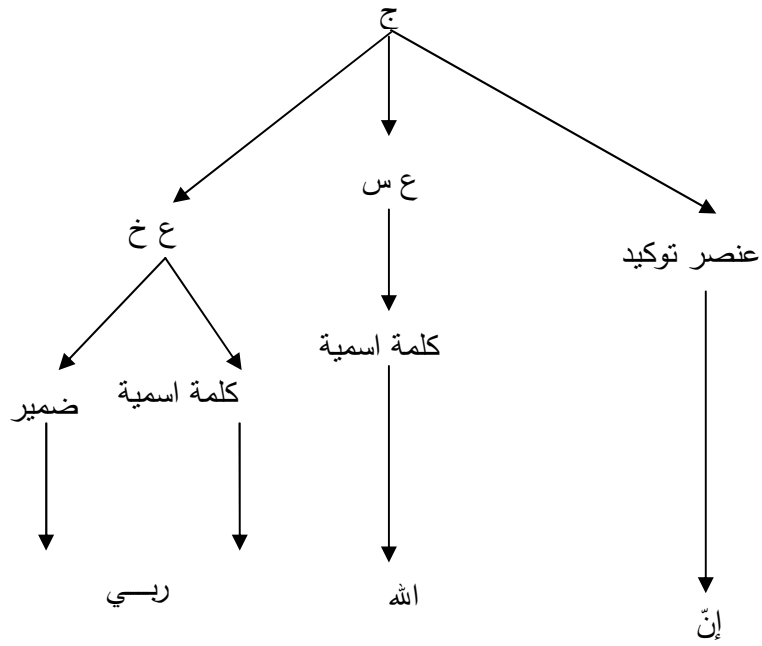 ج
ع س
ع خ
عنصر توكيد
كلمة اسمية
كلمة اسمية
ضمير
ربـــي
الله
إنّ